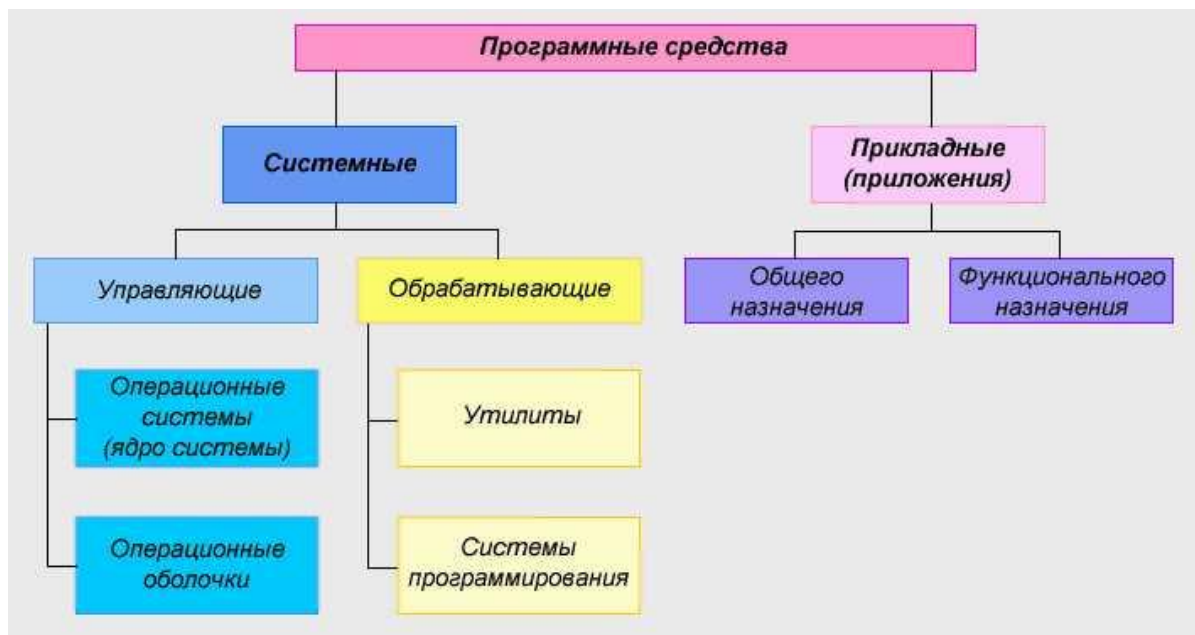 Программные средства
Системные
Прикладные
(приложения)
Управляющие
Обрабатывающие
Общего
назначения
Функционального
назначения
Операционные
системы
(ядро системы)
Утилиты
Операционные
оболочки
Системы
программирования